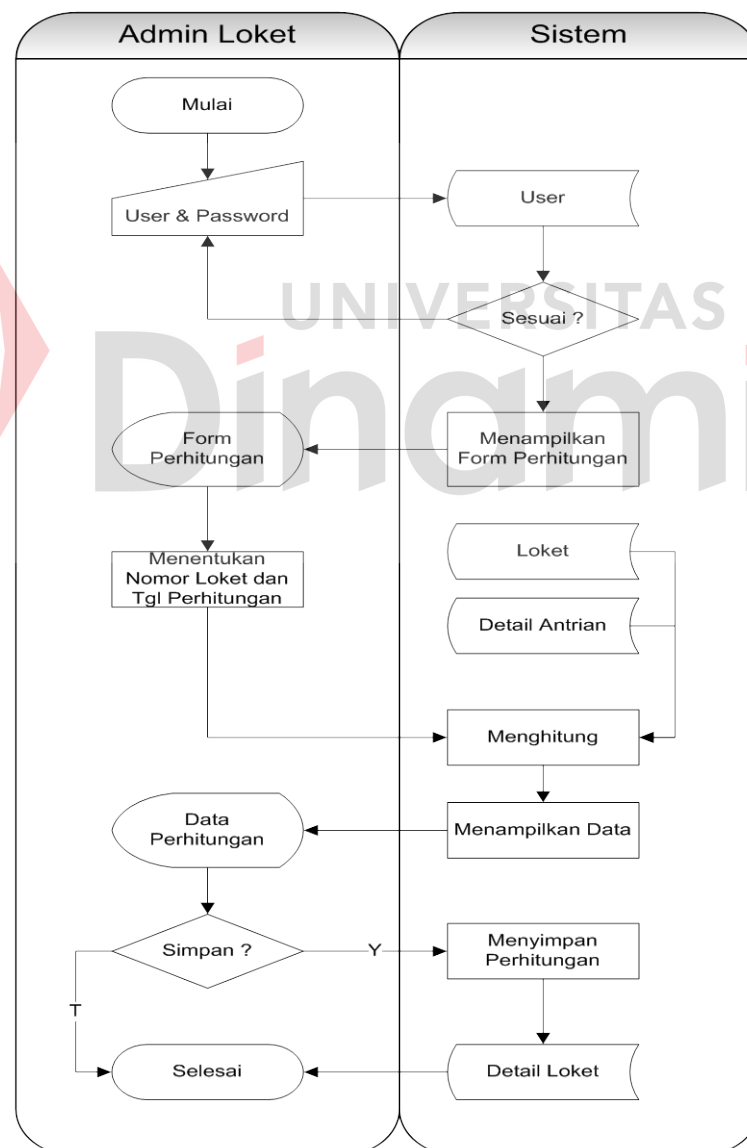 Admin Loket
Sistem
Mulai
User & Password
User
UNIVERSITAS
Sesuai ?
Dinami
Form
Perhitungan
Menampilkan
Form Perhitungan
Loket
Menentukan
Nomor Loket dan
Tgl Perhitungan
Detail Antrian
Menghitung
Data
Perhitungan
Menampilkan Data
Simpan ?
Y
Menyimpan
Perhitungan
T
Selesai
Detail Loket